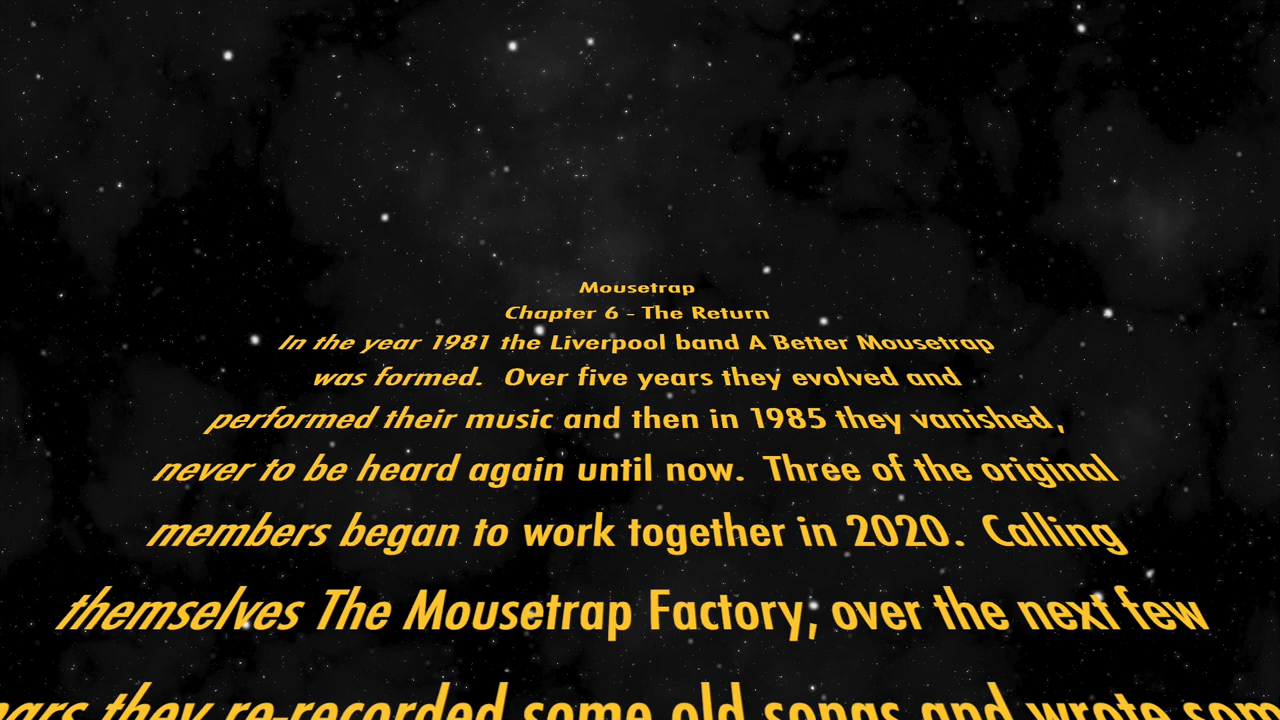 Mousetrap
Chapter 6 - The Return
In the year 1981 the Liverpool band A Better Mousetrap
was formed.  Over five years they evolved and
performed their music and then in 1985 they vanished,
never to be heard again until now.  Three of the original
members began to work together in 2020.  Calling
themselves The Mousetrap Factory, over the next few
they re-recorded some old songs and wrote